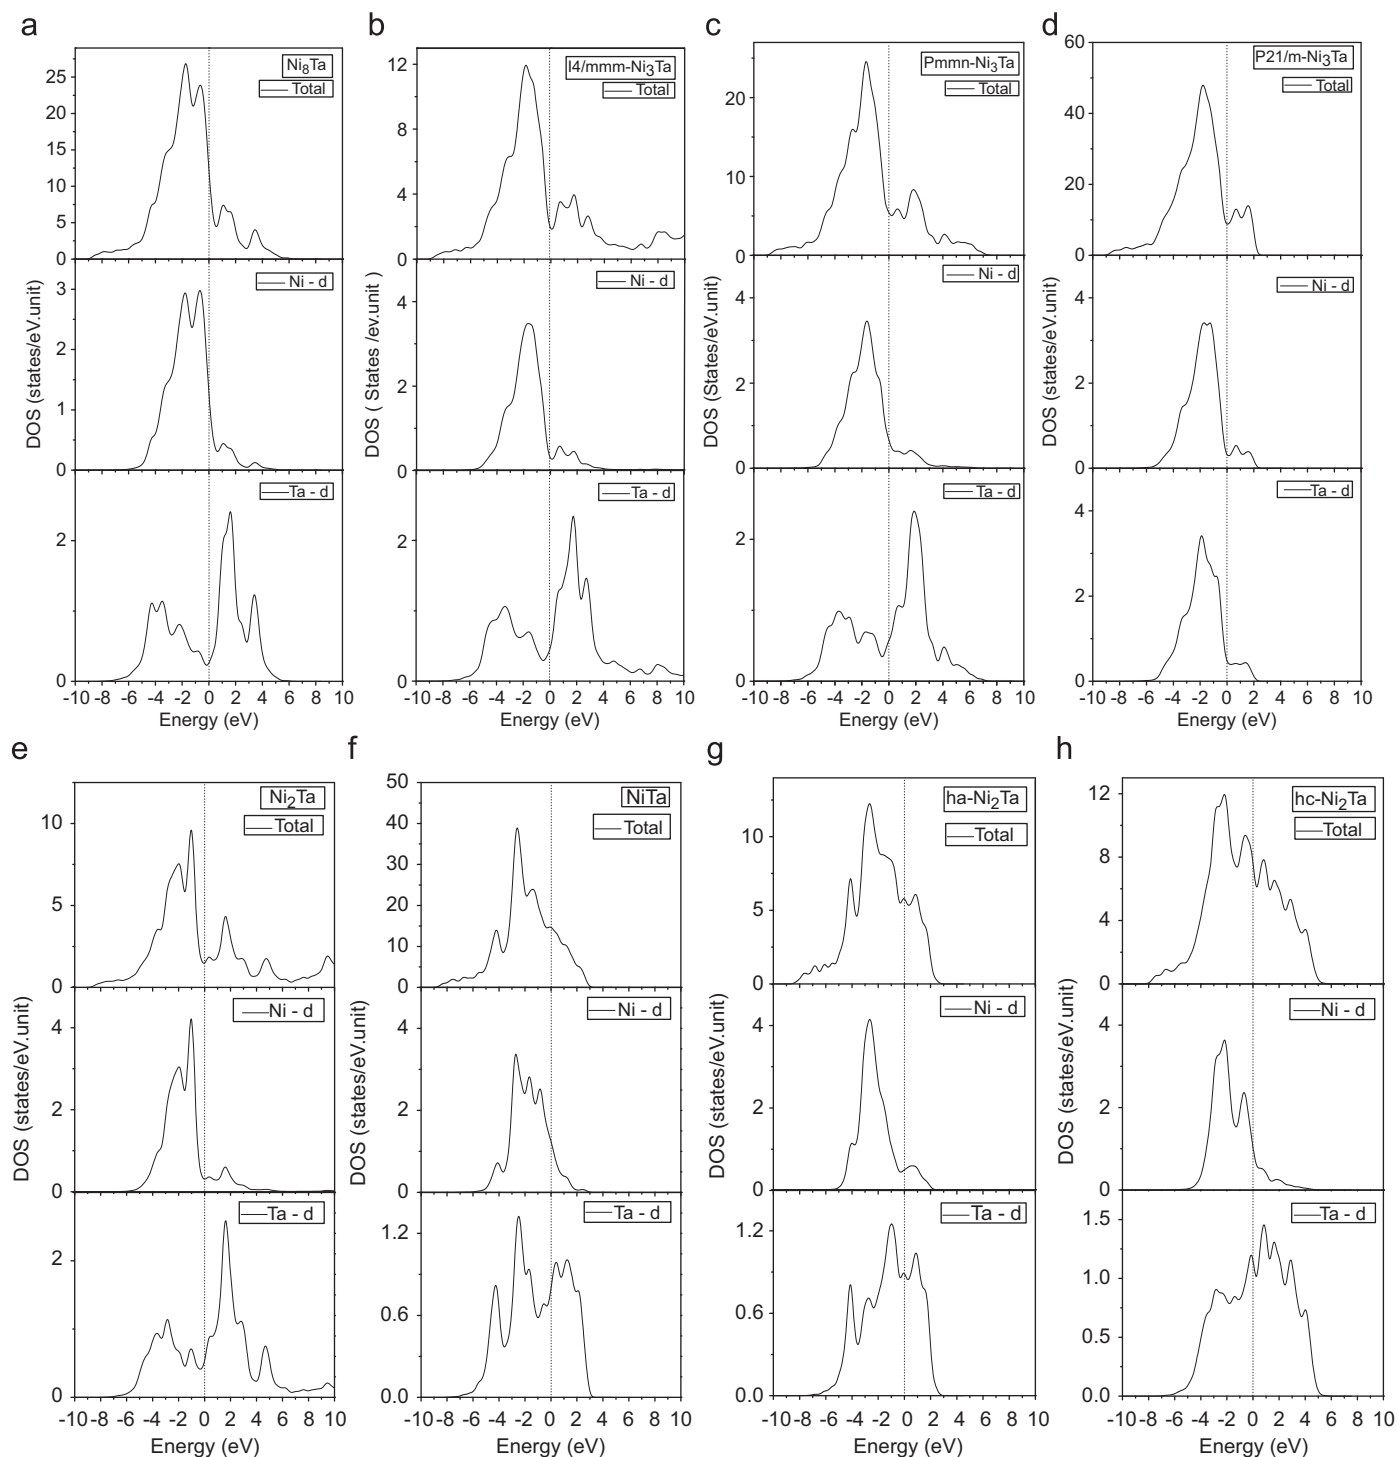 a
b
c
d
Ni8Ta
Total
I4/mmm-Ni3Ta
Total
Pmmn-Ni3Ta
Total
P21/m-Ni3Ta
Total
25
20
15
10
5
0
12
9
6
3
0
20
10
0
60
40
20
0
Ni - d
Ni - d
Ni - d
Ni - d
3
2
1
0
4
2
0
4
2
0
4
2
0
DOS (states/eV.unit)
DOS ( States /ev.unit )
DOS (States/eV.unit)
DOS (states/eV.unit)
Ta - d
Ta - d
Ta - d
Ta - d
2
1
0
2
1
0
2
1
0
4
2
0
-10 -8 -6 -4 -2 0 2 4 6 8 10
-10 -8 -6 -4 -2 0 2 4 6 8 10
-10 -8 -6 -4 -2 0 2 4 6 8 10
-10 -8 -6 -4 -2 0 2 4 6 8 10
Energy (eV)
Energy (eV)
Energy (eV)
Energy (eV)
e
f
g
h
Ni2Ta
Total
NiTa
Total
ha-Ni2Ta
Total
hc-Ni2Ta
Total
10
5
0
50
40
30
20
10
0
10
5
0
12
8
4
0
Ni - d
Ni - d
Ni - d
Ni - d
4
2
0
4
2
0
4
2
0
4
2
0
DOS (states/eV.unit)
DOS (states/eV.unit)
DOS (states/eV.unit)
DOS (states/eV.unit)
Ta - d
Ta - d
Ta - d
Ta - d
2
1
0
1.2
0.6
0.0
1.2
0.6
0.0
1.5
1.0
0.5
0.0
-10 -8 -6 -4 -2 0 2 4 6 8 10
-10 -8 -6 -4 -2 0 2 4 6 8 10
-10 -8 -6 -4 -2 0 2 4 6 8 10
-10 -8 -6 -4 -2 0 2 4 6 8 10
Energy (eV)
Energy (eV)
Energy (eV)
Energy (eV)